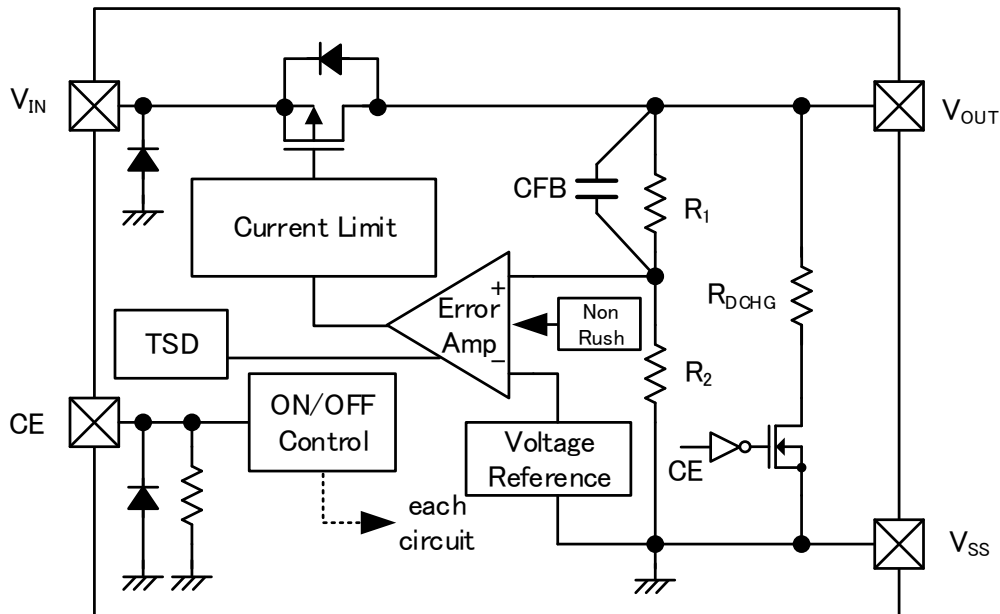 VIN
VOUT
CFB
R1
Current Limit
RDCHG
+
Error
Amp
−
Non
Rush
TSD
R2
CE
ON/OFF
Control
Voltage
Reference
CE
each
circuit
VSS